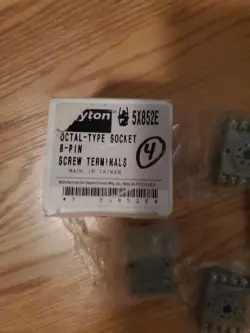 yton 5X852E
OCTAL-TYPE SOCKET
8-PIN
SCREW TERMINALS
4
MADE IN TAIWAN